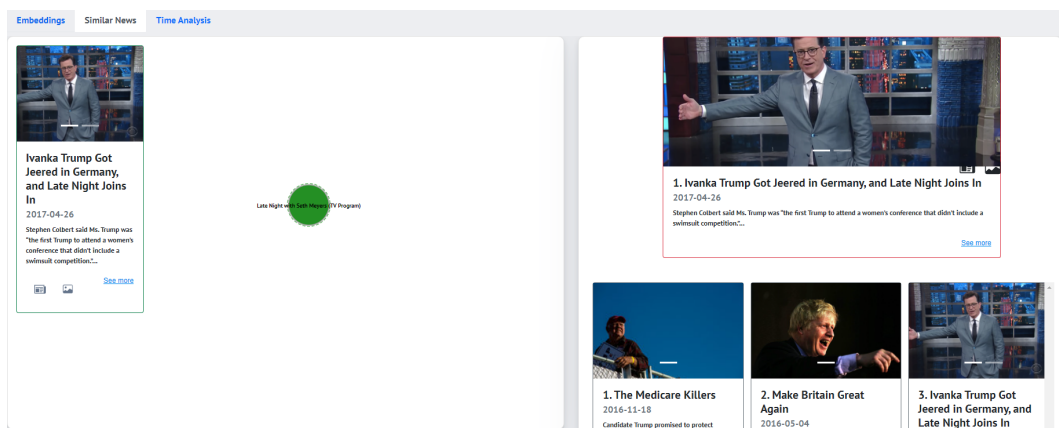 Embeddings Similar News Time Analysis
Ivanka Trump Got
Jeered in Germany,
and Late Night Joins
In
2017-04-26
Stephen Colbert said Ms. Trump was
"the first Trump to attend a women's
conference that didn't include a
swimsuit competition."...
See more
Late Night with Seth Meyers (TV Program)
1. Ivanka Trump Got Jeered in Germany, and Late Night Joins In
2017-04-26
Stephen Colbert said Ms. Trump was "the first Trump to attend a women's conference that didn't include a
swimsuit competition."...
See more
1. The Medicare Killers
2016-11-18
Candidate Trump promised to protect
2. Make Britain Great
Again
2016-05-04
3. Ivanka Trump Got
Jeered in Germany, and
Late Night Joins In